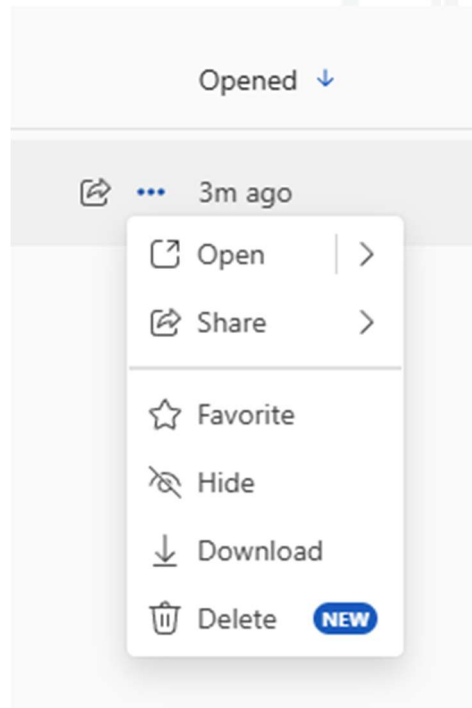 Opened
3m ago
Open
Share
Favorite
Hide
Download
Delete NEW